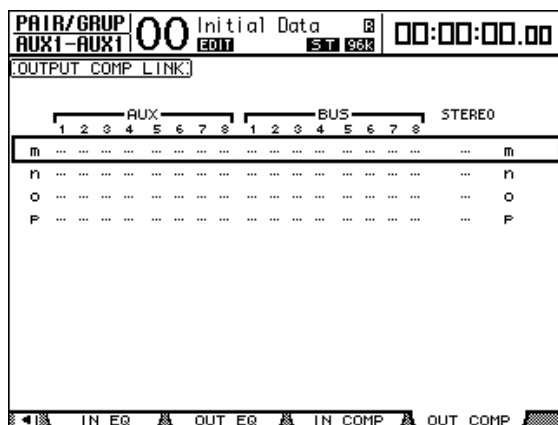 PAIR/GRUP
AUX1-AUX1
00
Initial Data R
EDIT ST 96k
00:00:00.00
OUTPUT COMP LINK
AUX BUS STEREO
1 2 3 4 5 6 7 8 1 2 3 4 5 6 7 8
m ... ... ... ... ... ... ... ... ... ... ... ... ... ... ... ... ... m
n ... ... ... ... ... ... ... ... ... ... ... ... ... ... ... ... ... n
o ... ... ... ... ... ... ... ... ... ... ... ... ... ... ... ... ... o
P ... ... ... ... ... ... ... ... ... ... ... ... ... ... ... ... ... P
IN EQ OUT EQ IN COMP OUT COMP